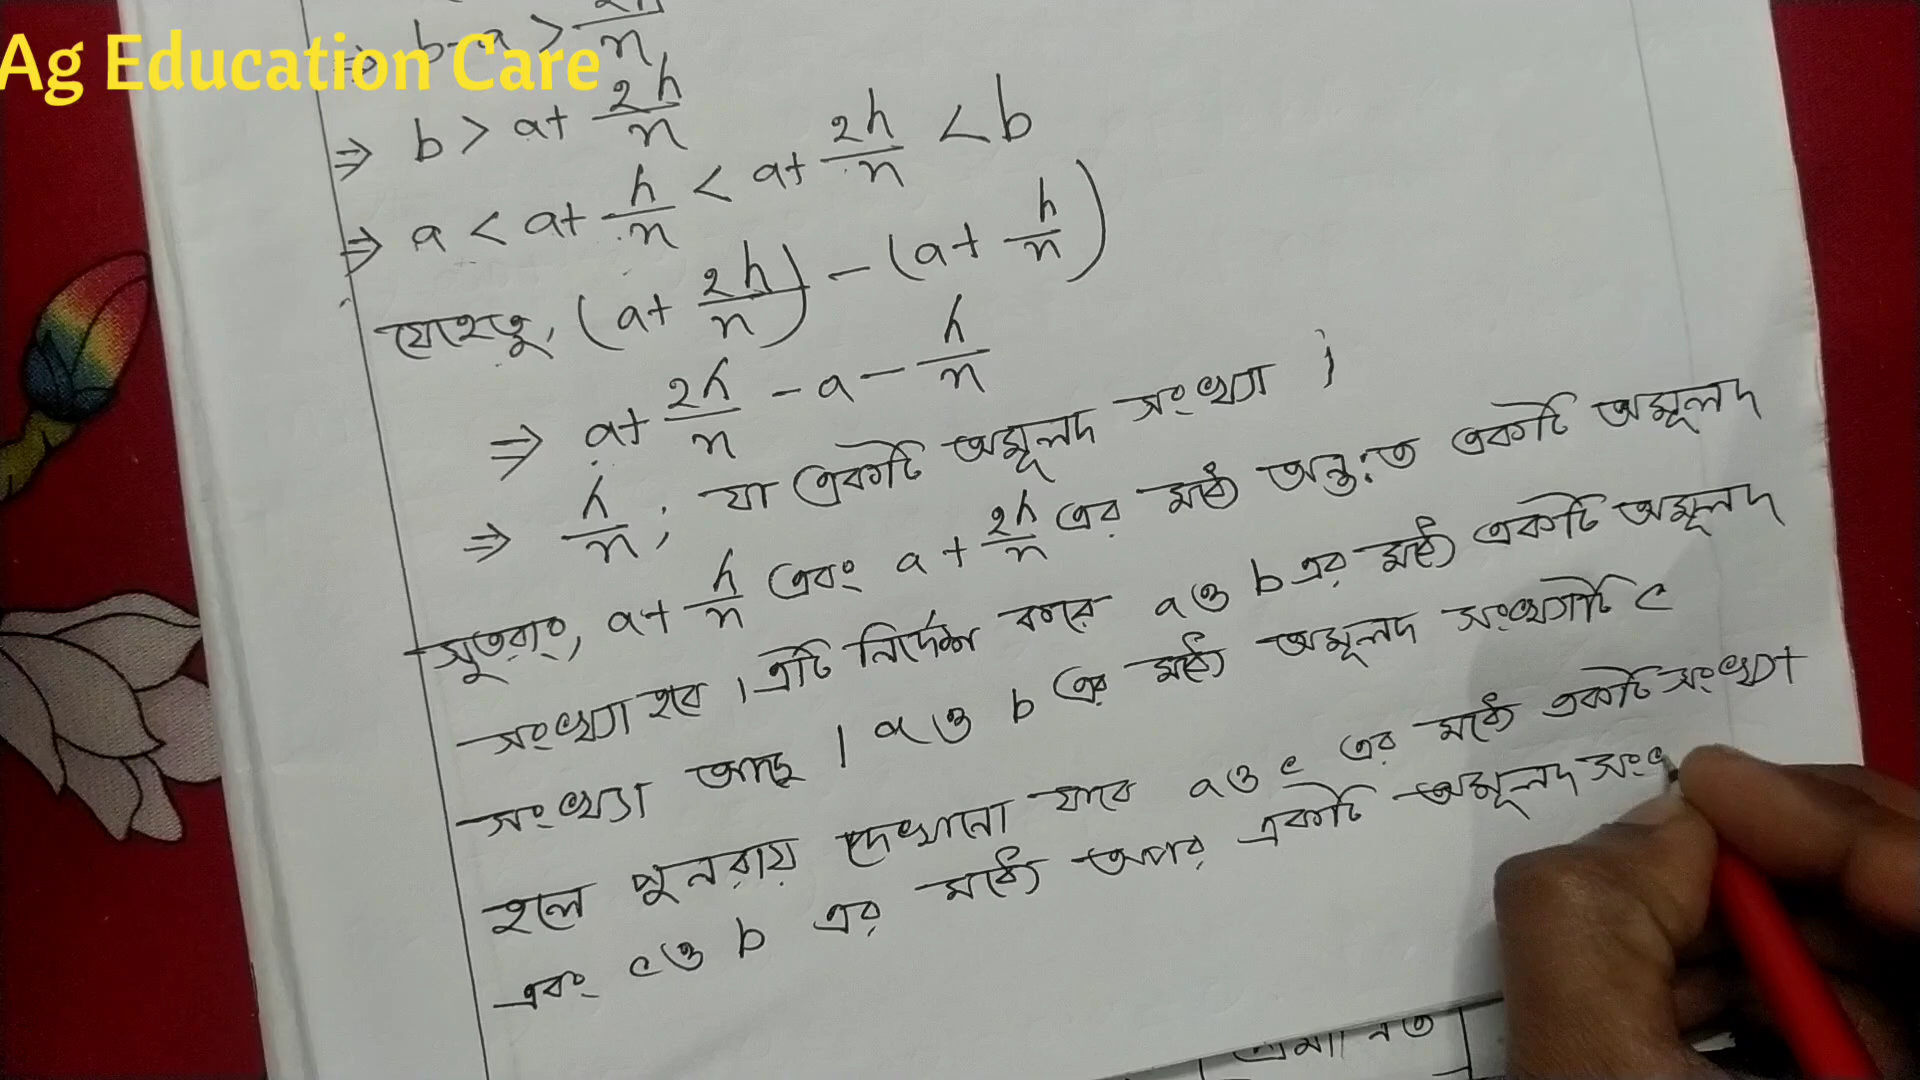 Ag Education Care
⇒ b-a > 2h/n
⇒ b > a+ 2h/n
⇒ a < a+ h/n < a+ 2h/n < b
যেহেতু, (a+ 2h/n) - (a+ h/n)
⇒ a+ 2h/n - a - h/n
⇒ h/n ; যা একটি অমূলদ সংখ্যা ;
সুতরাং, a+ h/n এবং a+ 2h/n এর মধ্যে অন্তত একটি অমূলদ
সংখ্যা হবে । এটি নির্দেশ করে a ও b এর মধ্যে একটি অমূলদ
সংখ্যা আছে । a ও b এর মধ্যে অমূলদ সংখ্যাটি c
হলে পুনরায় দেখানো যাবে a ও c এর মধ্যে একটি সংখ্যা
এবং c ও b এর মধ্যে অপর একটি অমূলদ